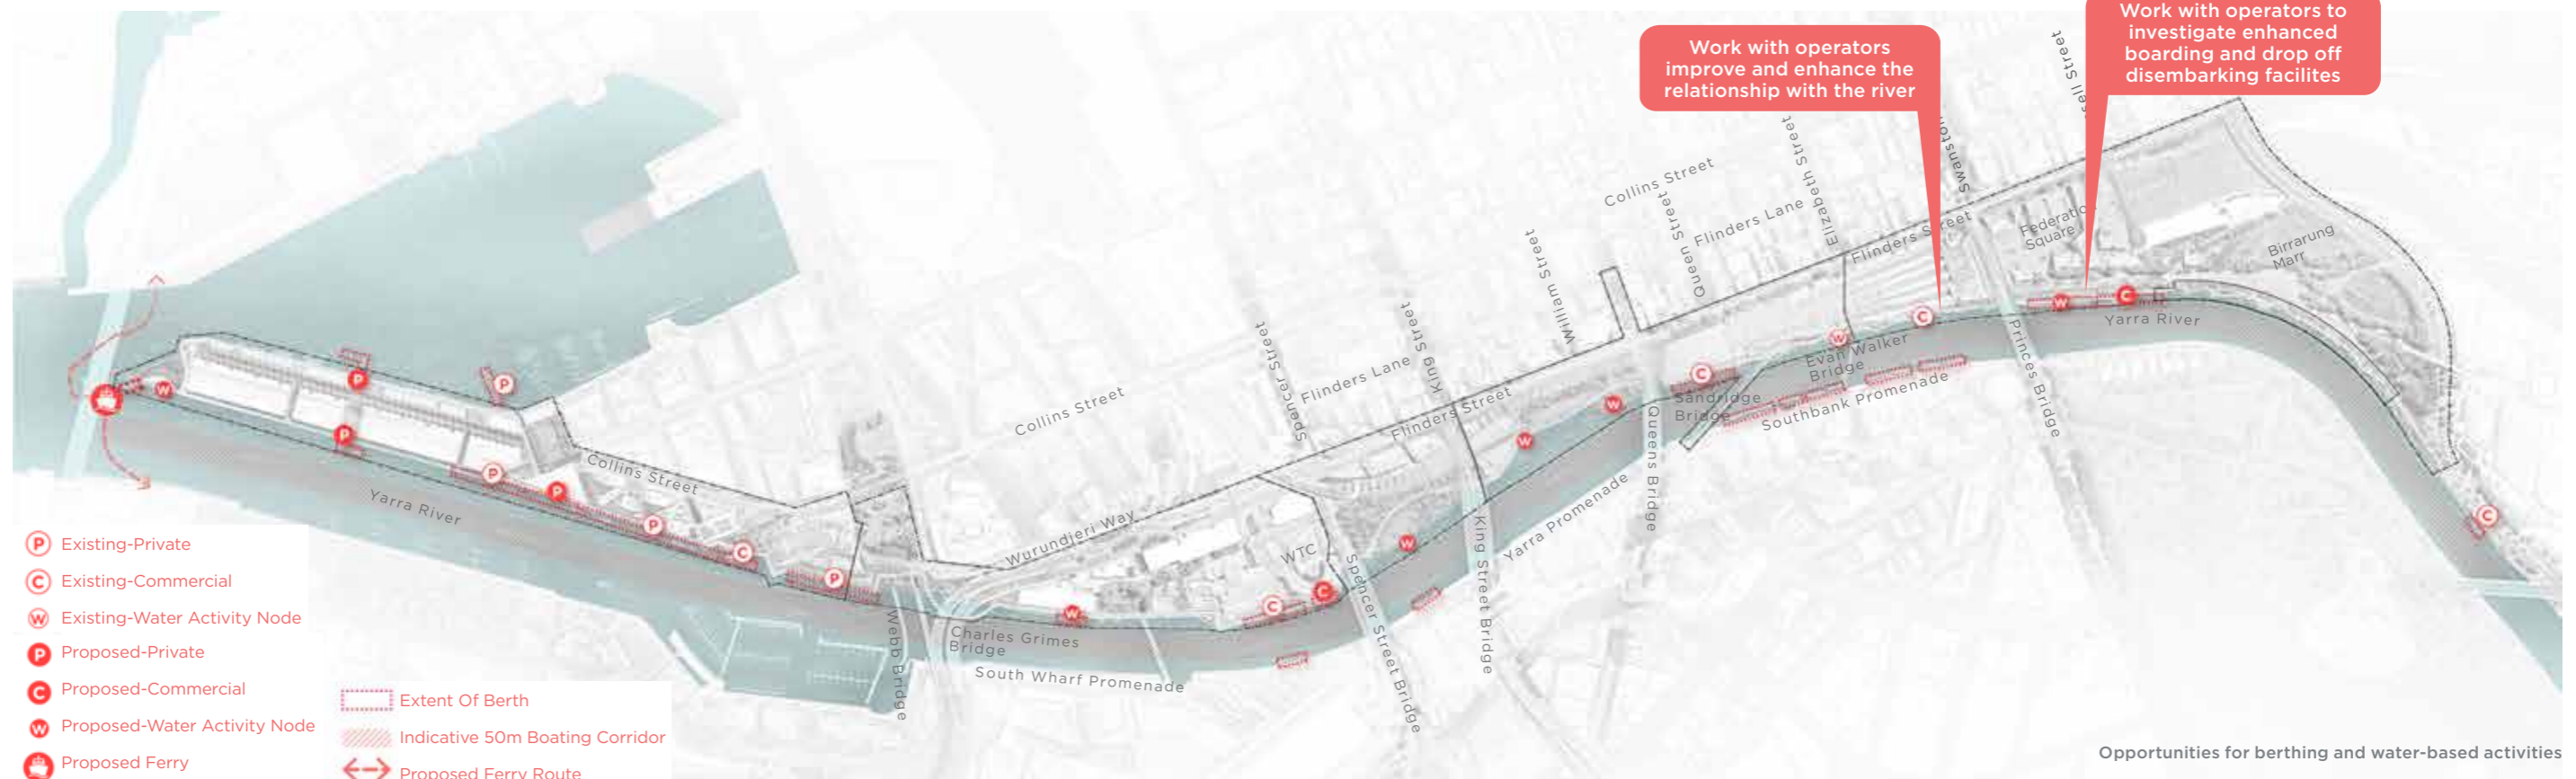 Work with operators to
investigate enhanced
boarding and drop off
disembarking facilites
Work with operators
improve and enhance the
relationship with the river
sell Street
Swanston
Elizabeth Street
Collins Street
Queen Street
Flinders Lane
Flinders Street
Federation
Square
Birrarung
Marr
William Street
King Street
Spencer Street
Flinders Lane
Flinders Street
Collins Street
Yarra River
Princes Bridge
Evan Walker
Bridge
Southbank Promenade
Sandridge
Bridge
Queens Bridge
Yarra Promenade
King Street Bridge
Spencer Street Bridge
WTC
Wurundjeri Way
Collins Street
Yarra River
Webb Bridge
Charles Grimes
Bridge
South Wharf Promenade
P
P
P
P
P
P
P
P
C
C
C
C
C
C
C
W
W
W
W
W
W
W
P Existing-Private
C Existing-Commercial
W Existing-Water Activity Node
P Proposed-Private
C Proposed-Commercial
W Proposed-Water Activity Node
Proposed Ferry
Extent Of Berth
Indicative 50m Boating Corridor
Proposed Ferry Route
Opportunities for berthing and water-based activities